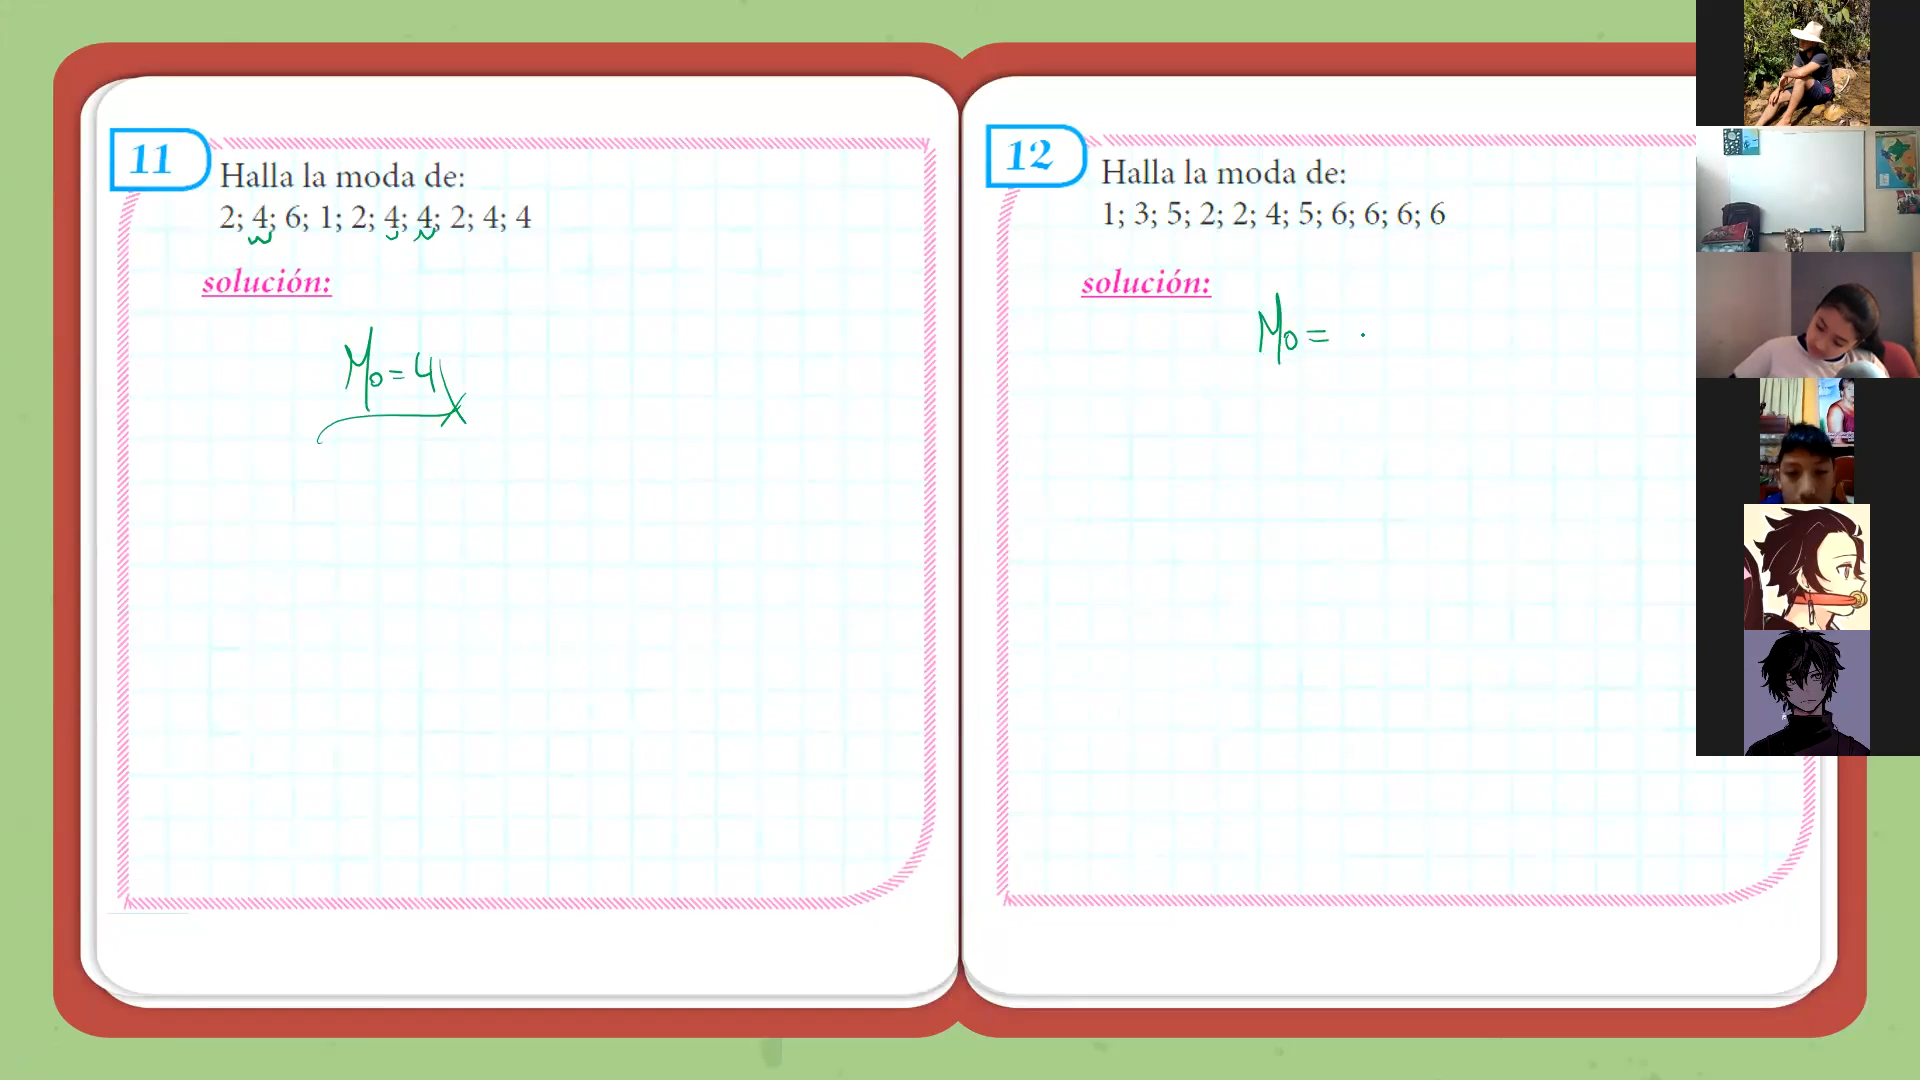 11
Halla la moda de:
2; 4; 6; 1; 2; 4; 4; 2; 4; 4
solución:
Mo = 4
12
Halla la moda de:
1; 3; 5; 2; 2; 4; 5; 6; 6; 6; 6
solución:
Mo =